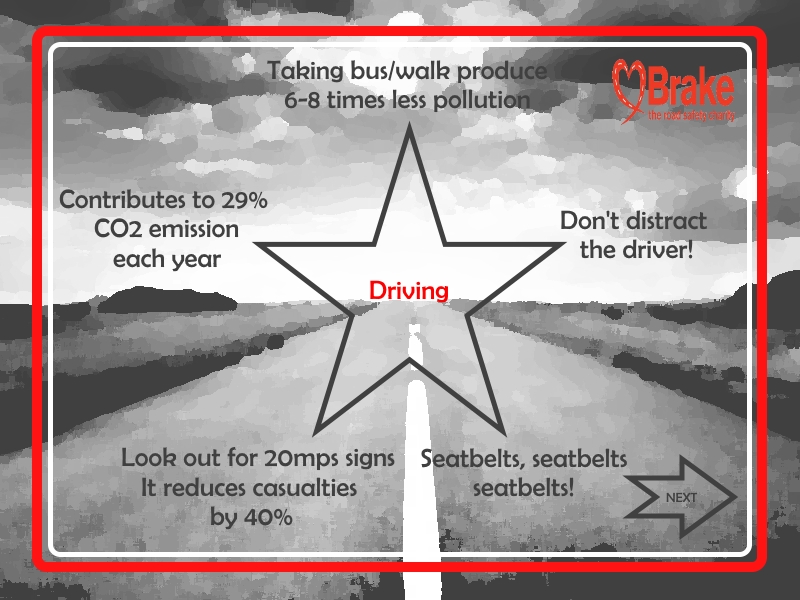 Taking bus/walk produce
6-8 times less pollution
Brake
the road safety charity
Contributes to 29%
CO2 emission
each year
Don't distract
the driver!
Driving
Look out for 20mps signs
It reduces casualties
by 40%
Seatbelts, seatbelts
seatbelts!
NEXT